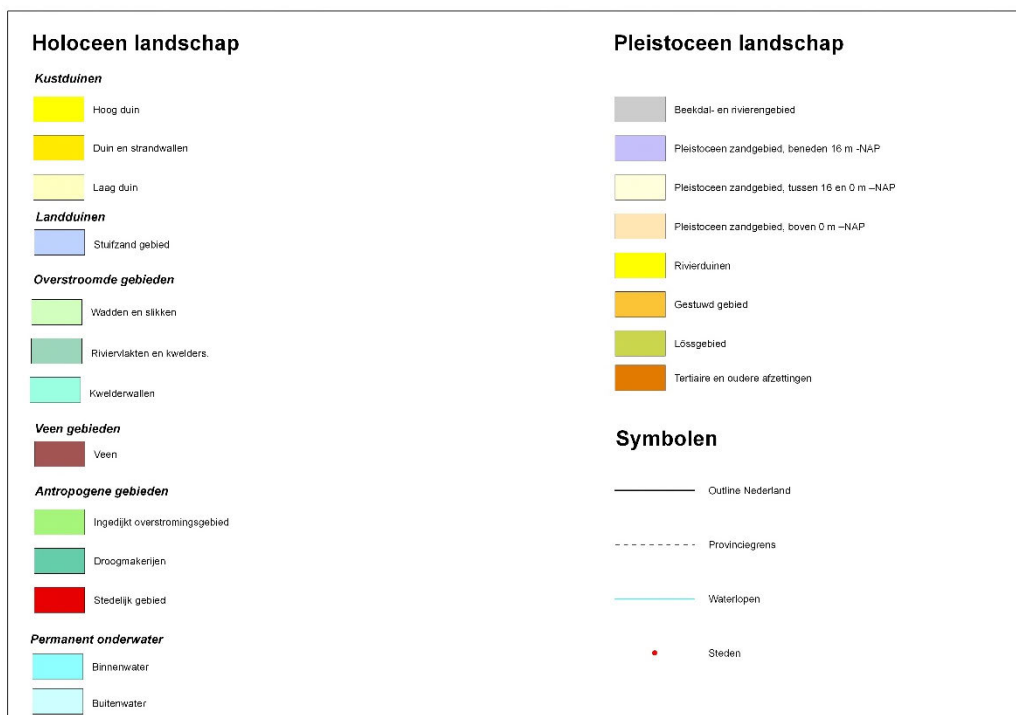 Holoceen landschap
Kustduinen
Hoog duin
Duin en strandwallen
Laag duin
Landduinen
Stuifzand gebied
Overstroomde gebieden
Wadden en slikken
Riviervlakten en kwelders.
Kwelderwallen
Veen gebieden
Veen
Antropogene gebieden
Ingedijkt overstromingsgebied
Droogmakerijen
Stedelijk gebied
Permanent onderwater
Binnenwater
Buitenwater
Pleistoceen landschap
Beekdal- en rivierengebied
Pleistoceen zandgebied, beneden 16 m -NAP
Pleistoceen zandgebied, tussen 16 en 0 m –NAP
Pleistoceen zandgebied, boven 0 m –NAP
Rivierduinen
Gestuwd gebied
Lössgebied
Tertiaire en oudere afzettingen
Symbolen
Outline Nederland
Provinciegrens
Waterlopen
Steden